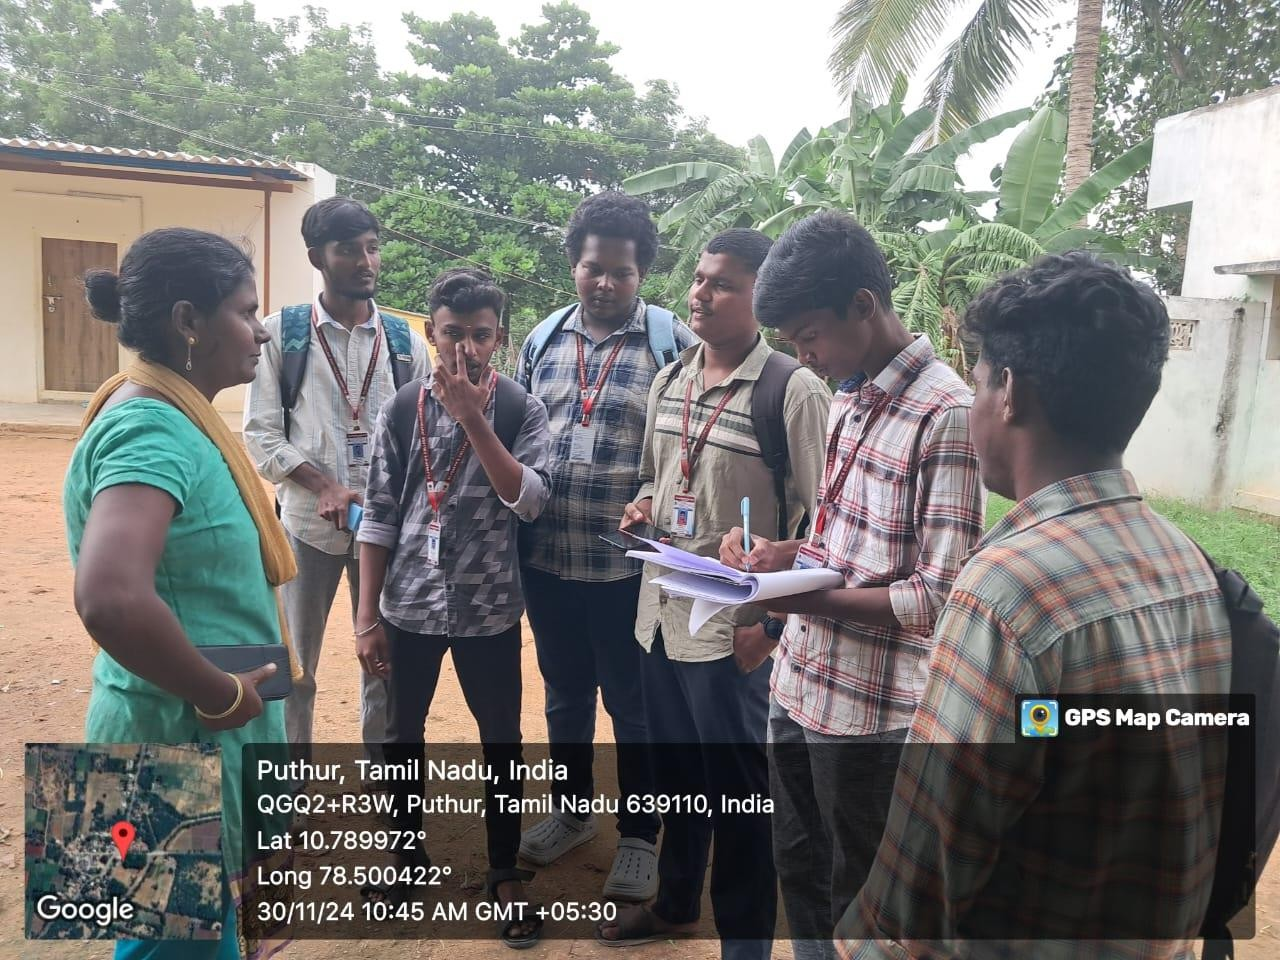 GPS Map Camera
Puthur, Tamil Nadu, India
QGQ2+R3W, Puthur, Tamil Nadu 639110, India
Lat 10.789972°
Long 78.500422°
30/11/24 10:45 AM GMT +05:30
Google